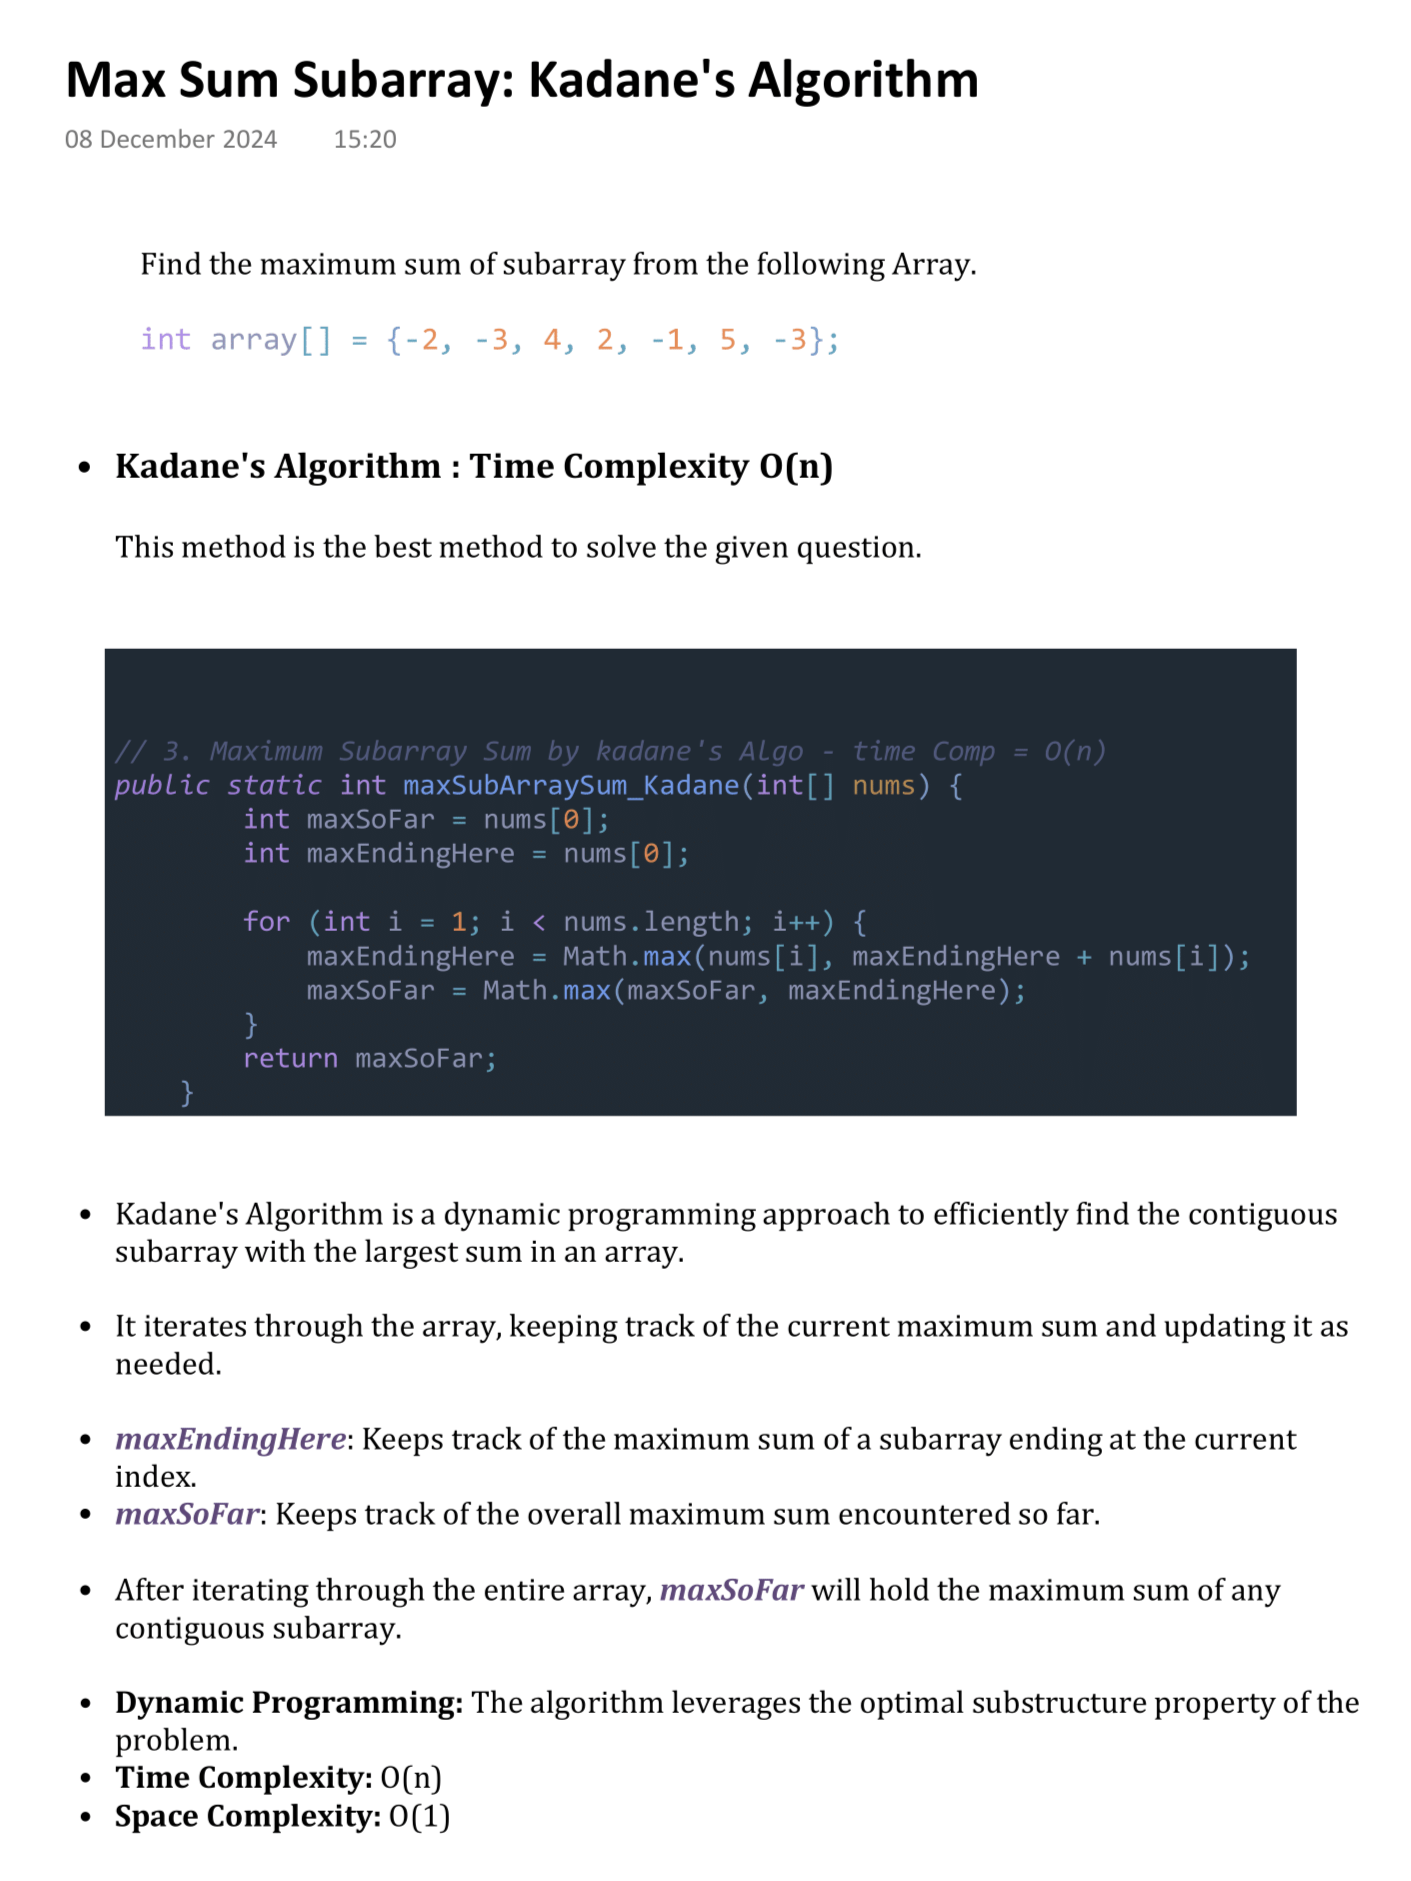 Max Sum Subarray: Kadane's Algorithm
08 December 2024 15:20
Find the maximum sum of subarray from the following Array.
int array[] = {-2, -3, 4, 2, -1, 5, -3};
• Kadane's Algorithm : Time Complexity O(n)
This method is the best method to solve the given question.
// 3. Maximum Subarray Sum by kadane's Algo - time Comp = O(n)
public static int maxSubArraySum_Kadane(int[] nums) {
int maxSoFar = nums[0];
int maxEndingHere = nums[0];
for (int i = 1; i < nums.length; i++) {
maxEndingHere = Math.max(nums[i], maxEndingHere + nums[i]);
maxSoFar = Math.max(maxSoFar, maxEndingHere);
}
return maxSoFar;
}
• Kadane's Algorithm is a dynamic programming approach to efficiently find the contiguous
subarray with the largest sum in an array.
• It iterates through the array, keeping track of the current maximum sum and updating it as
needed.
• maxEndingHere: Keeps track of the maximum sum of a subarray ending at the current
index.
• maxSoFar: Keeps track of the overall maximum sum encountered so far.
• After iterating through the entire array, maxSoFar will hold the maximum sum of any
contiguous subarray.
• Dynamic Programming: The algorithm leverages the optimal substructure property of the
problem.
• Time Complexity: O(n)
• Space Complexity: O(1)